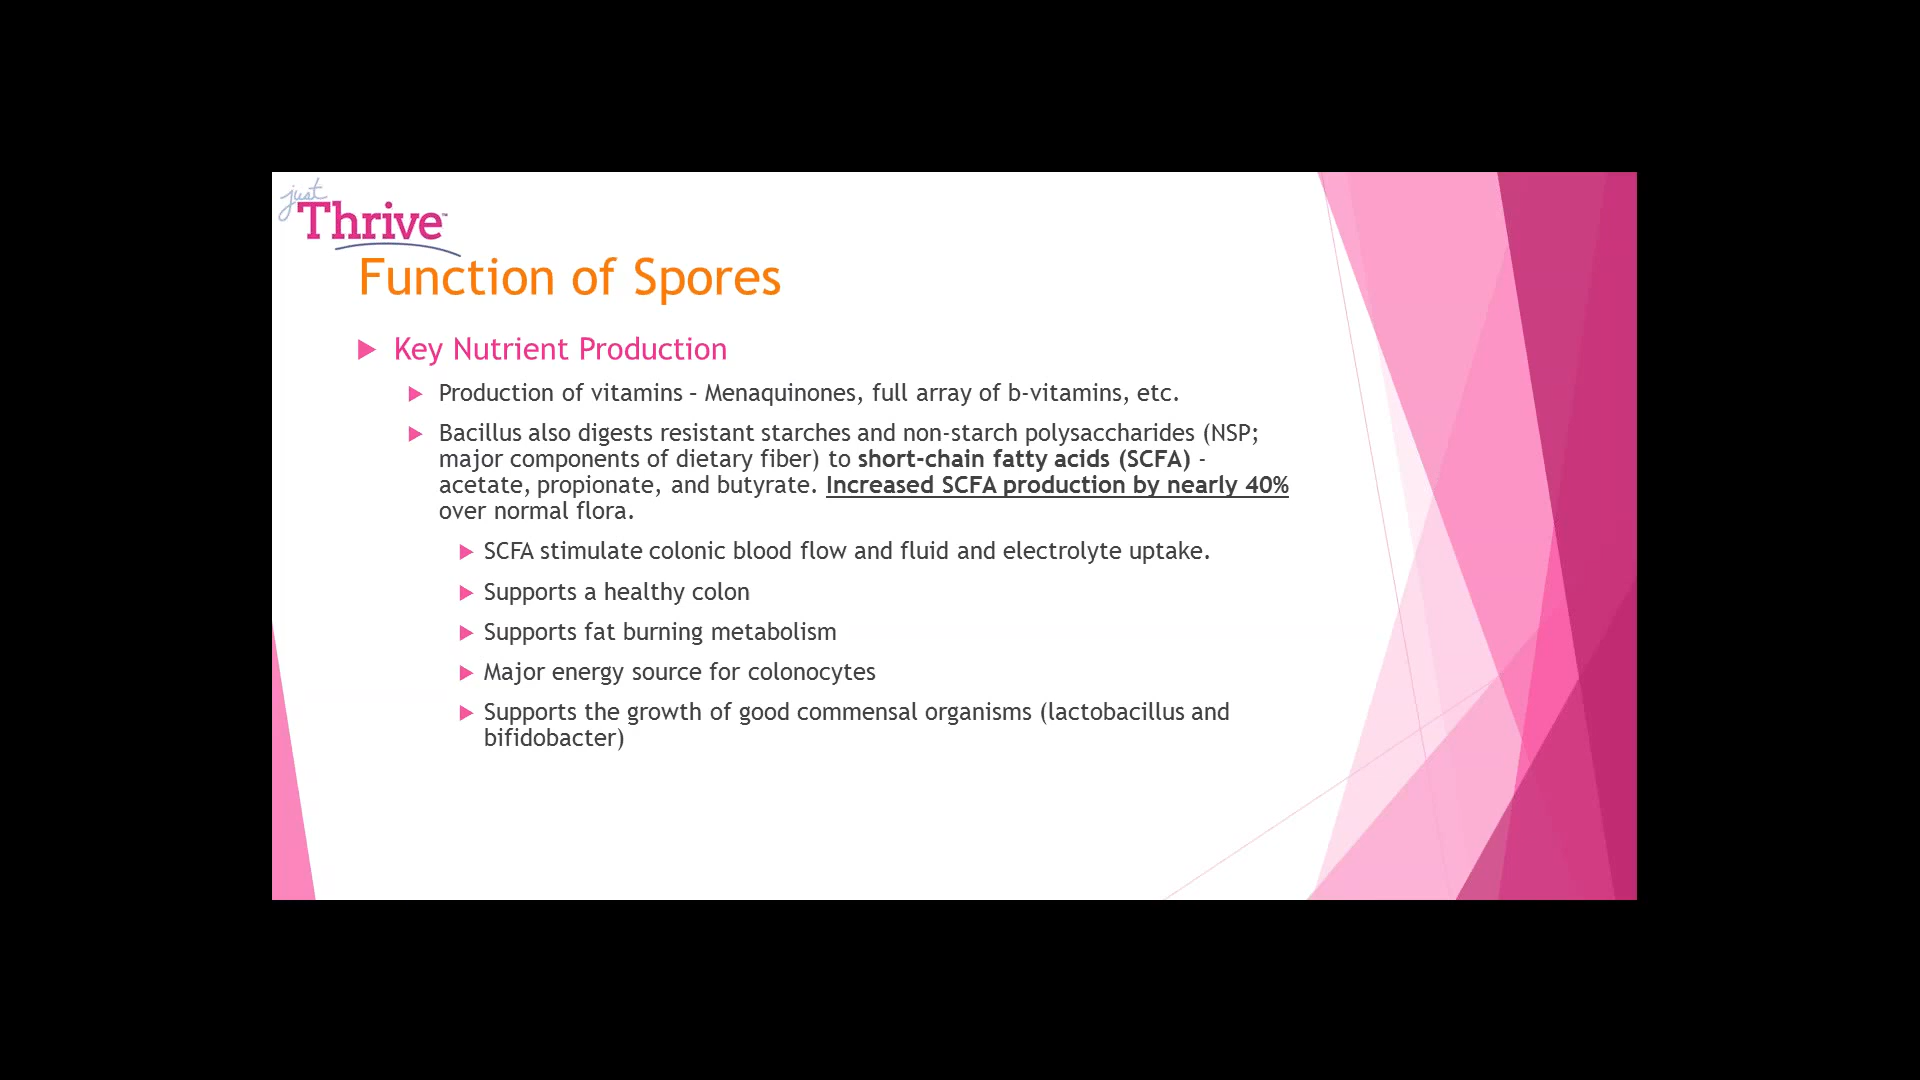 just
Thrive™
Function of Spores
Key Nutrient Production
Production of vitamins – Menaquinones, full array of b-vitamins, etc.
Bacillus also digests resistant starches and non-starch polysaccharides (NSP;
major components of dietary fiber) to short-chain fatty acids (SCFA) -
acetate, propionate, and butyrate. Increased SCFA production by nearly 40%
over normal flora.
SCFA stimulate colonic blood flow and fluid and electrolyte uptake.
Supports a healthy colon
Supports fat burning metabolism
Major energy source for colonocytes
Supports the growth of good commensal organisms (lactobacillus and
bifidobacter)